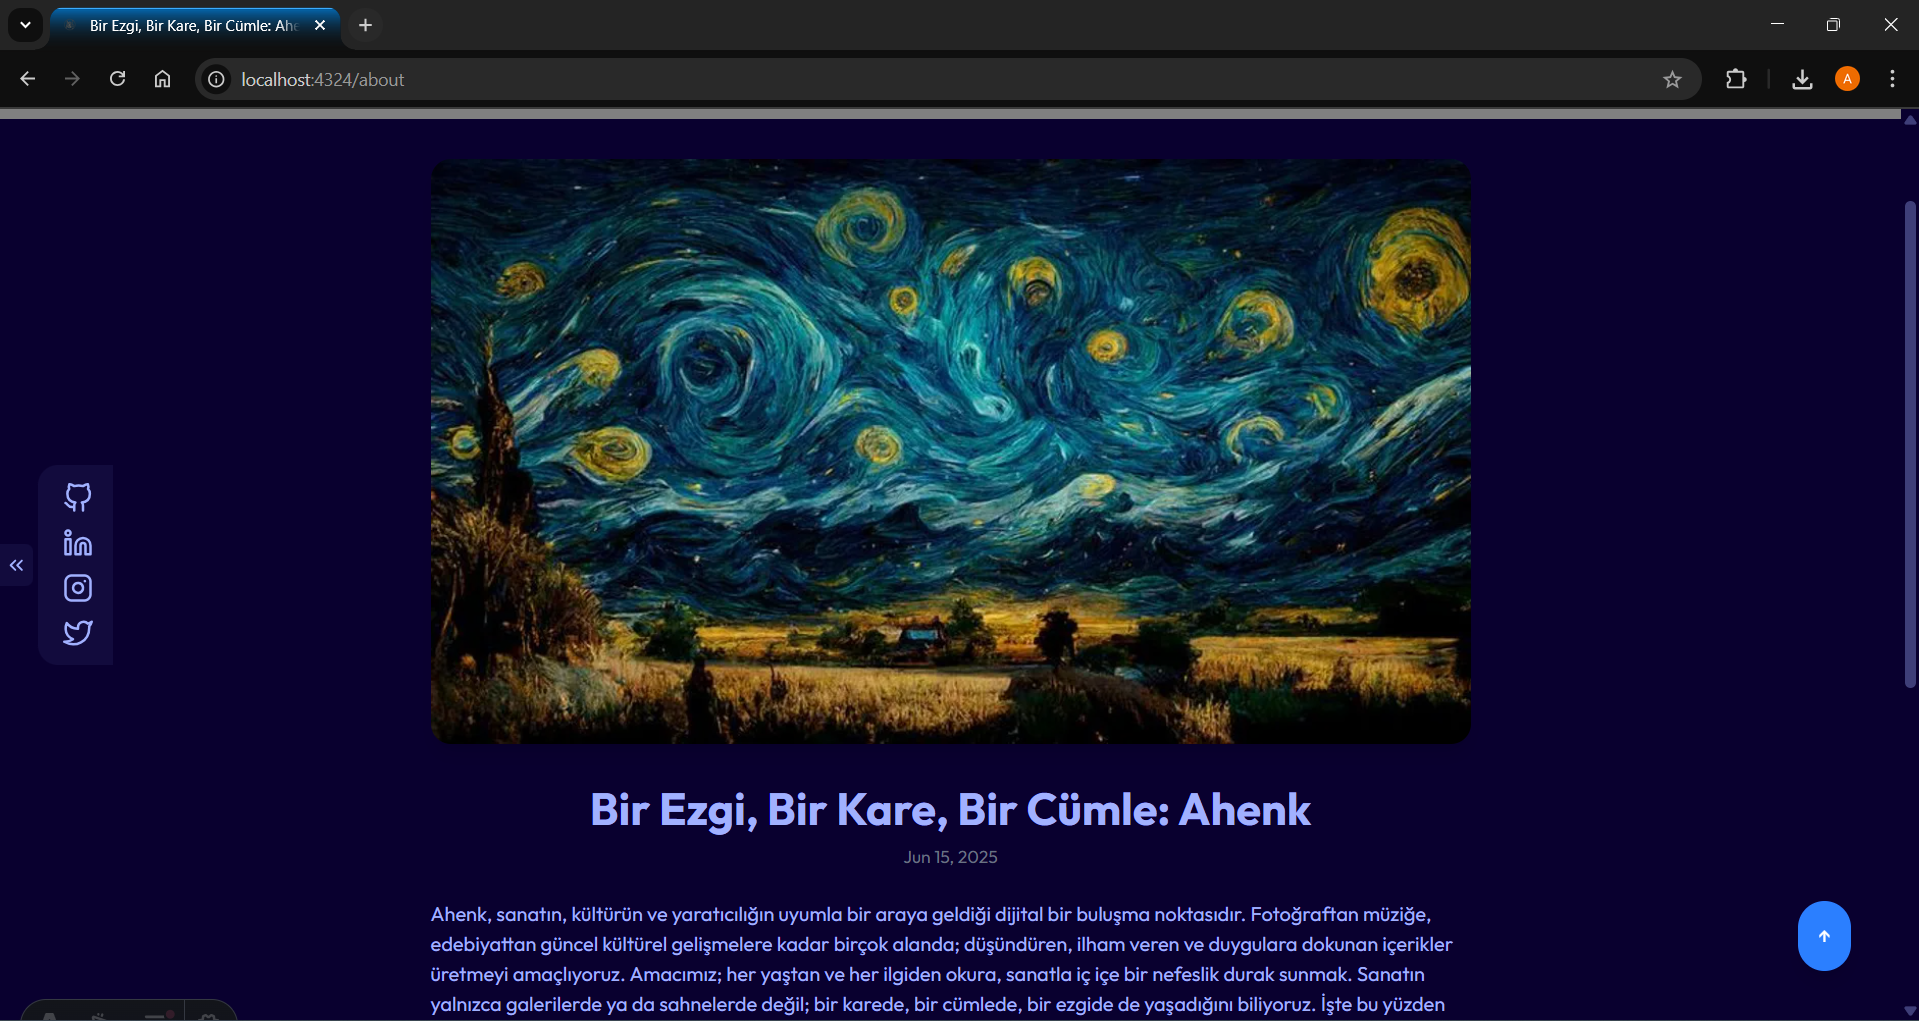 Bir Ezgi, Bir Kare, Bir Cümle: Ahe
localhost:4324/about
A
Bir Ezgi, Bir Kare, Bir Cümle: Ahenk
Jun 15, 2025
Ahenk, sanatın, kültürün ve yaratıcılığın uyumla bir araya geldiği dijital bir buluşma noktasıdır. Fotoğraftan müziğe,
edebiyattan güncel kültürel gelişmelere kadar birçok alanda; düşündüren, ilham veren ve duygulara dokunan içerikler
üretmeyi amaçlıyoruz. Amacımız; her yaştan ve her ilgiden okura, sanatla iç içe bir nefeslik durak sunmak. Sanatın
yalnızca galerilerde ya da sahnelerde değil; bir karede, bir cümlede, bir ezgide de yaşadığını biliyoruz. İşte bu yüzden